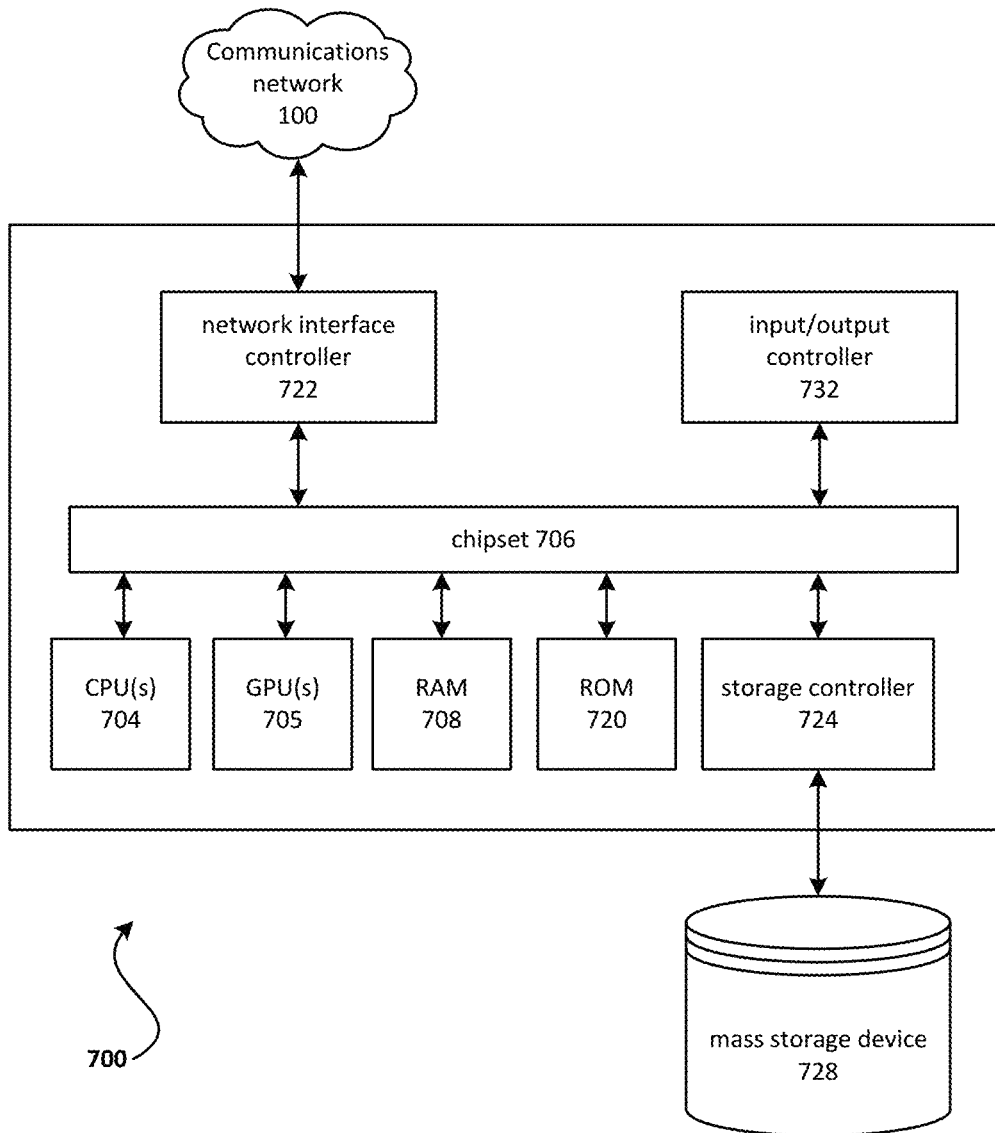 Communications
network
100
network interface
controller
722
input/output
controller
732
chipset 706
CPU(s)
704
GPU(s)
705
RAM
708
ROM
720
storage controller
724
mass storage device
728
700